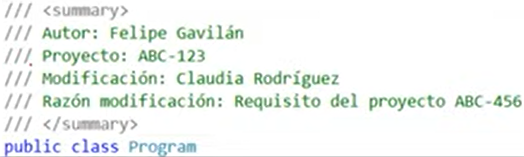 /// <summary>
/// Autor: Felipe Gavilán
/// Proyecto: ABC-123
/// Modificación: Claudia Rodríguez
/// Razón modificación: Requisito del proyecto ABC-456
/// </summary>
public class Program